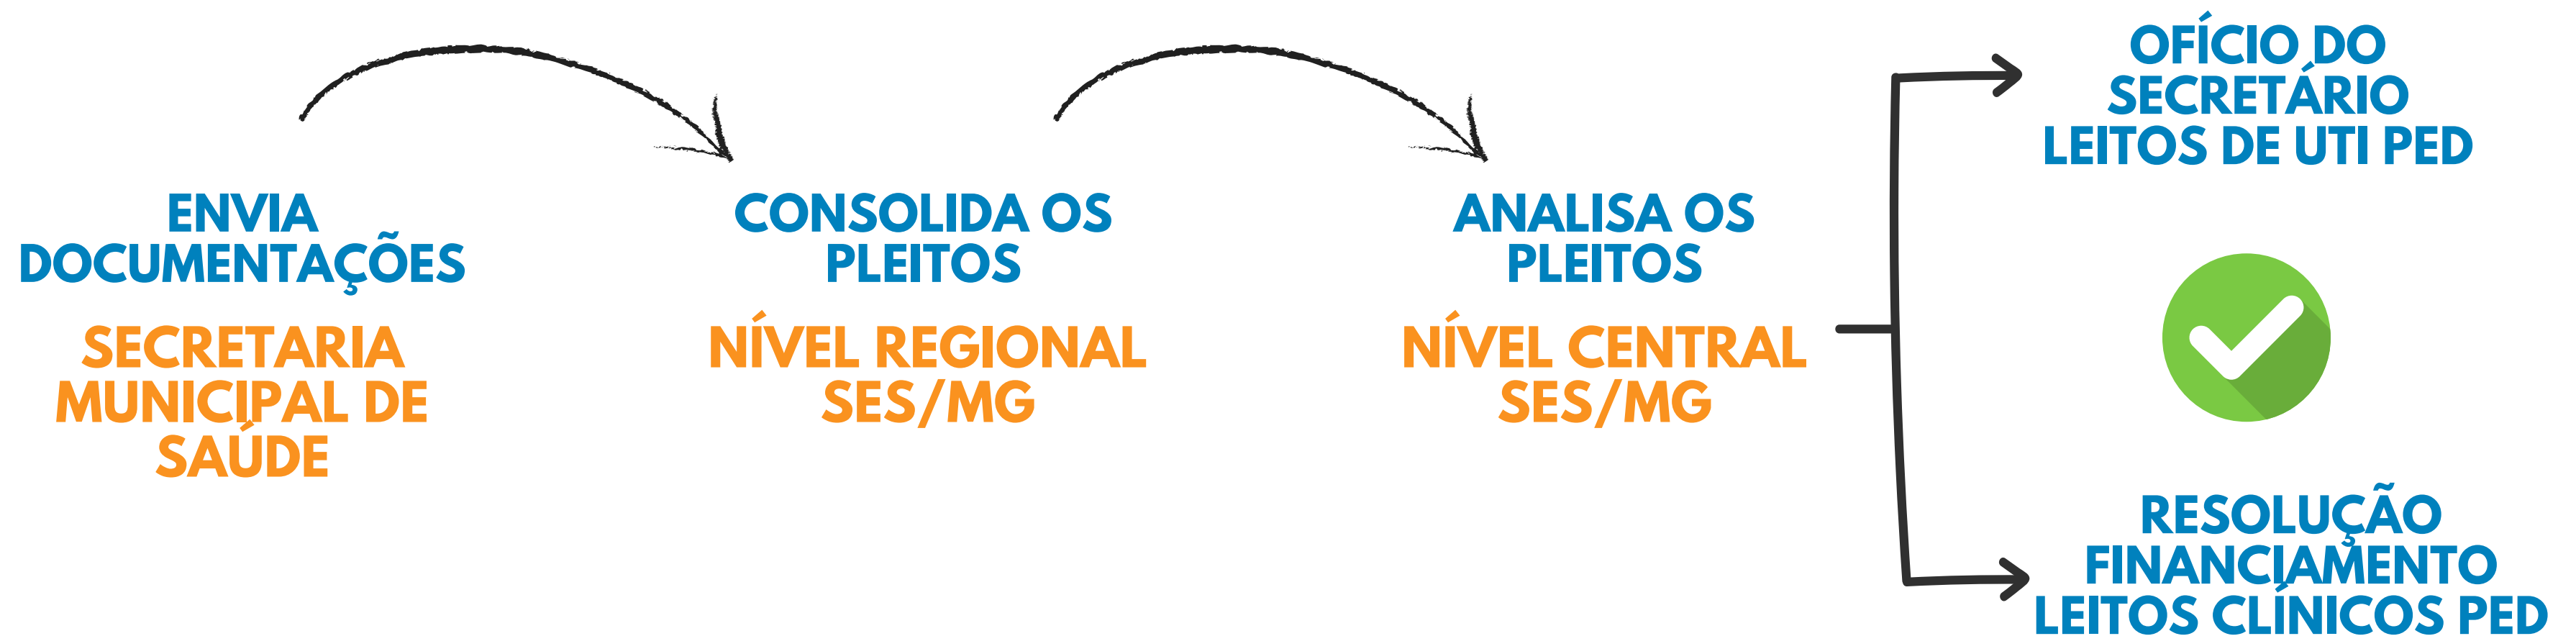 ENVIA
DOCUMENTAÇÕES
SECRETARIA
MUNICIPAL DE
SAÚDE
CONSOLIDA OS
PLEITOS
NÍVEL REGIONAL
SES/MG
ANALISA OS
PLEITOS
NÍVEL CENTRAL
SES/MG
OFÍCIO DO
SECRETÁRIO
LEITOS DE UTI PED
RESOLUÇÃO
FINANCIAMENTO
LEITOS CLÍNICOS PED